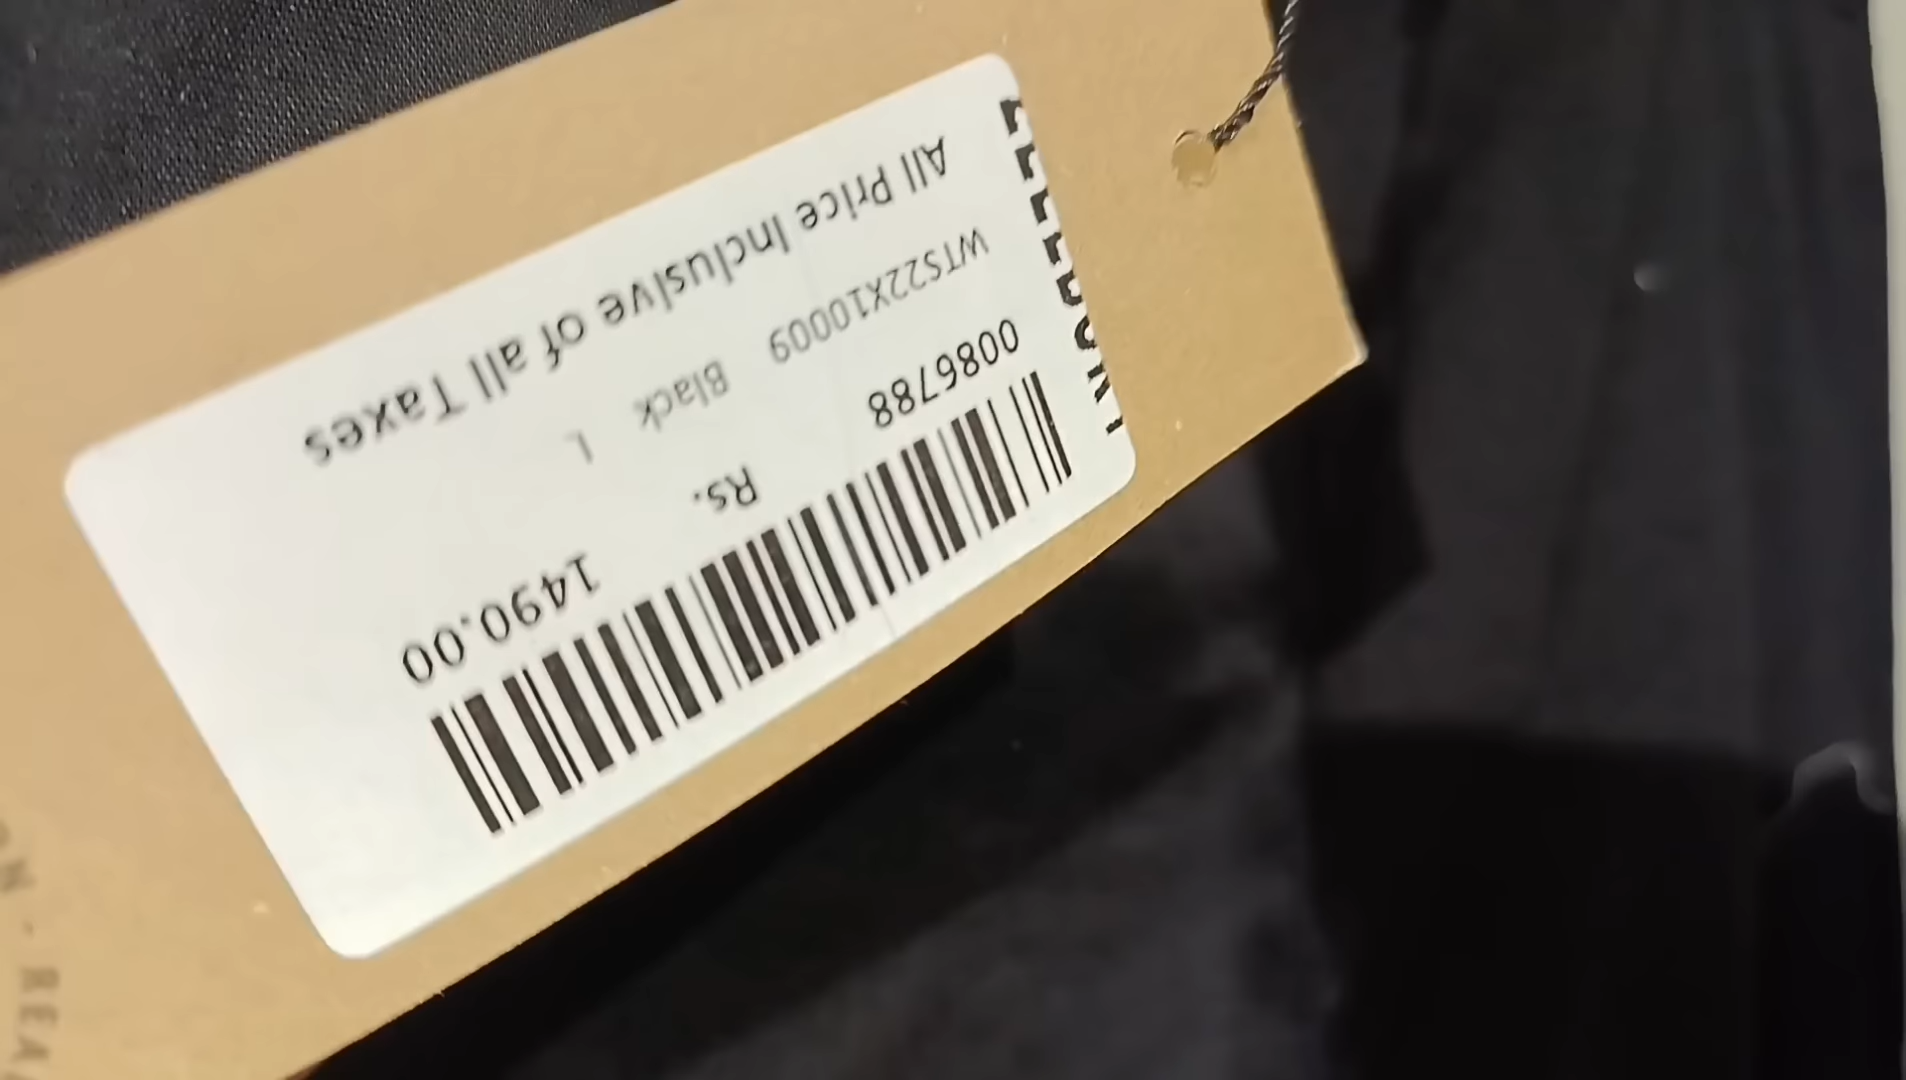 0086788
Rs. 1490.00
WTS22X10009 Black L
All Price Inclusive of all Taxes